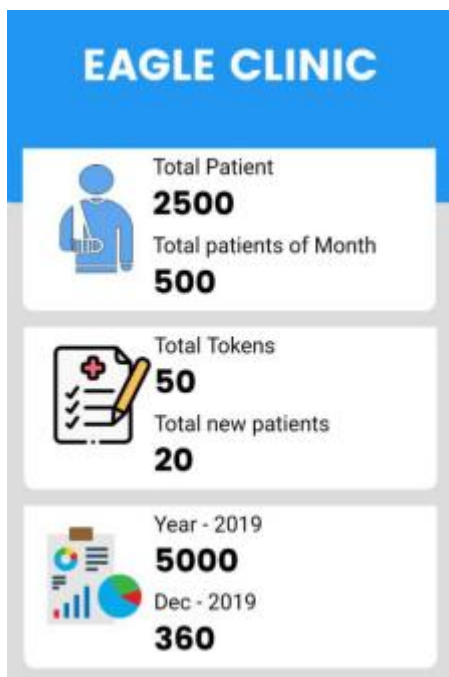 EAGLE CLINIC
Total Patient
2500
Total patients of Month
500
Total Tokens
50
Total new patients
20
Year - 2019
5000
Dec - 2019
360